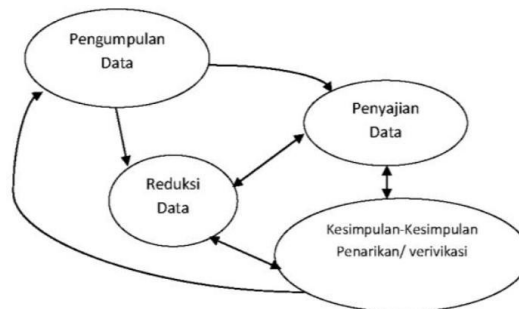 Pengumpulan
Data
Penyajian
Data
Reduksi
Data
Kesimpulan-Kesimpulan
Penarikan/ verivikasi